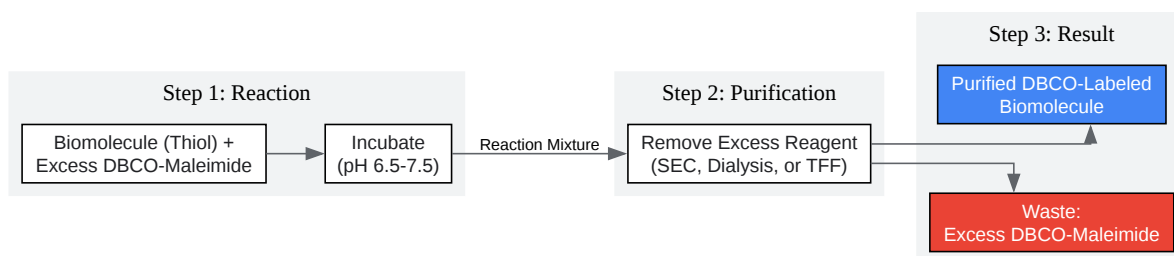 Step 1: Reaction
Biomolecule (Thiol) +
Excess DBCO-Maleimide
Incubate
(pH 6.5-7.5)
Reaction Mixture
Step 2: Purification
Remove Excess Reagent
(SEC, Dialysis, or TFF)
Step 3: Result
Purified DBCO-Labeled
Biomolecule
Waste:
Excess DBCO-Maleimide